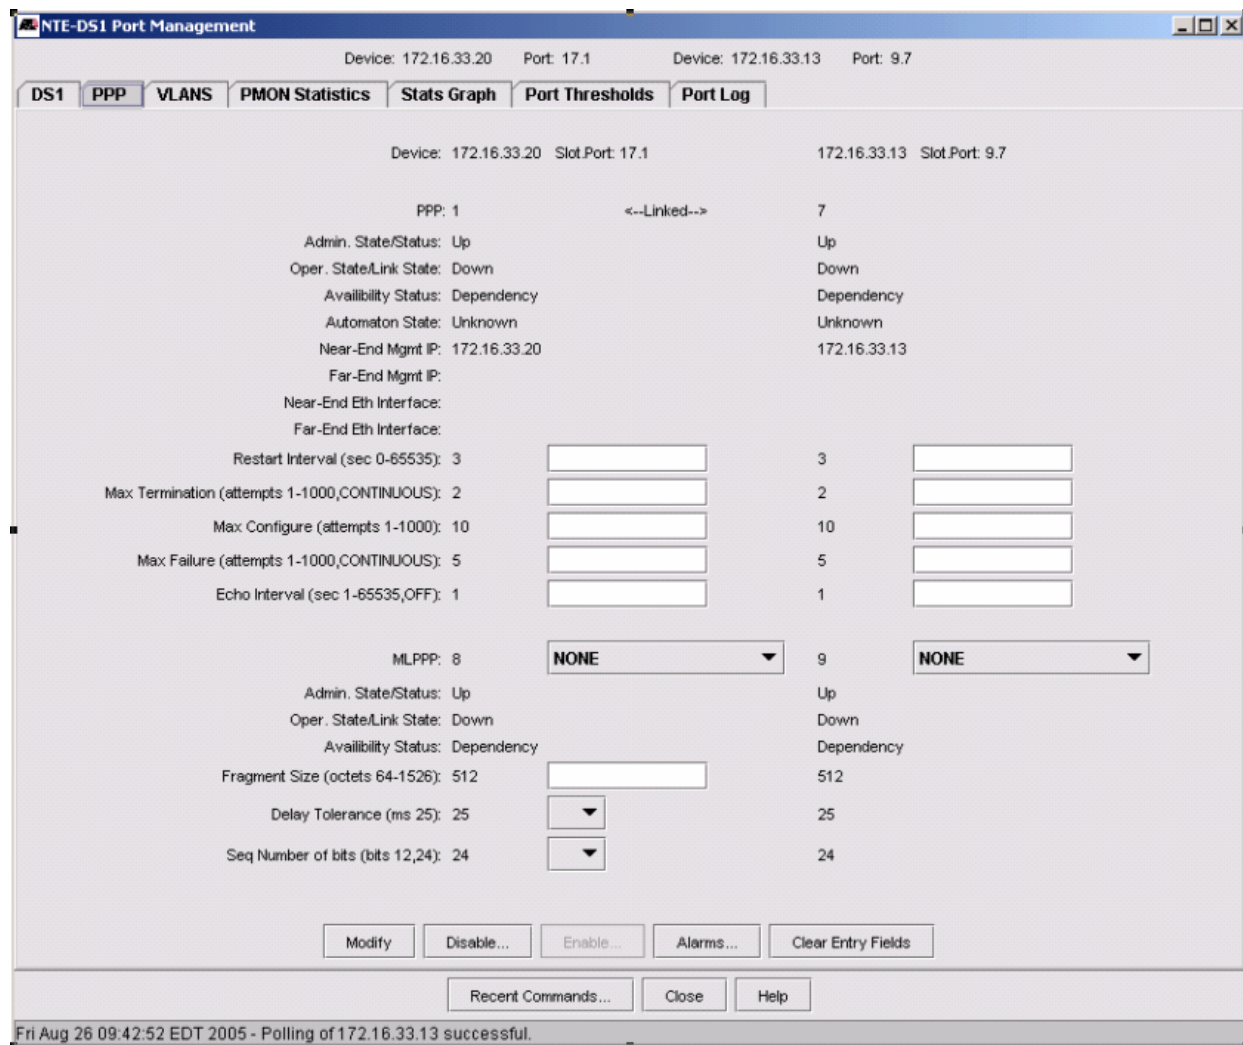 NTE-DS1 Port Management
Device: 172.16.33.20 Port: 17.1 Device: 172.16.33.13 Port: 9.7
DS1 PPP VLANS PMON Statistics Stats Graph Port Thresholds Port Log
Device: 172.16.33.20 Slot.Port: 17.1 172.16.33.13 Slot.Port: 9.7
PPP: 1 <--Linked--> 7
Admin. State/Status: Up Up
Oper. State/Link State: Down Down
Availibility Status: Dependency Dependency
Automaton State: Unknown Unknown
Near-End Mgmt IP: 172.16.33.20 172.16.33.13
Far-End Mgmt IP:
Near-End Eth Interface:
Far-End Eth Interface:
Restart Interval (sec 0-65535): 3 3
Max Termination (attempts 1-1000,CONTINUOUS): 2 2
Max Configure (attempts 1-1000): 10 10
Max Failure (attempts 1-1000,CONTINUOUS): 5 5
Echo Interval (sec 1-65535,OFF): 1 1
MLPPP: 8 NONE 9 NONE
Admin. State/Status: Up Up
Oper. State/Link State: Down Down
Availibility Status: Dependency Dependency
Fragment Size (octets 64-1526): 512 512
Delay Tolerance (ms 25): 25 25
Seq Number of bits (bits 12,24): 24 24
Modify Disable... Enable... Alarms... Clear Entry Fields
Recent Commands... Close Help
Fri Aug 26 09:42:52 EDT 2005 - Polling of 172.16.33.13 successful.